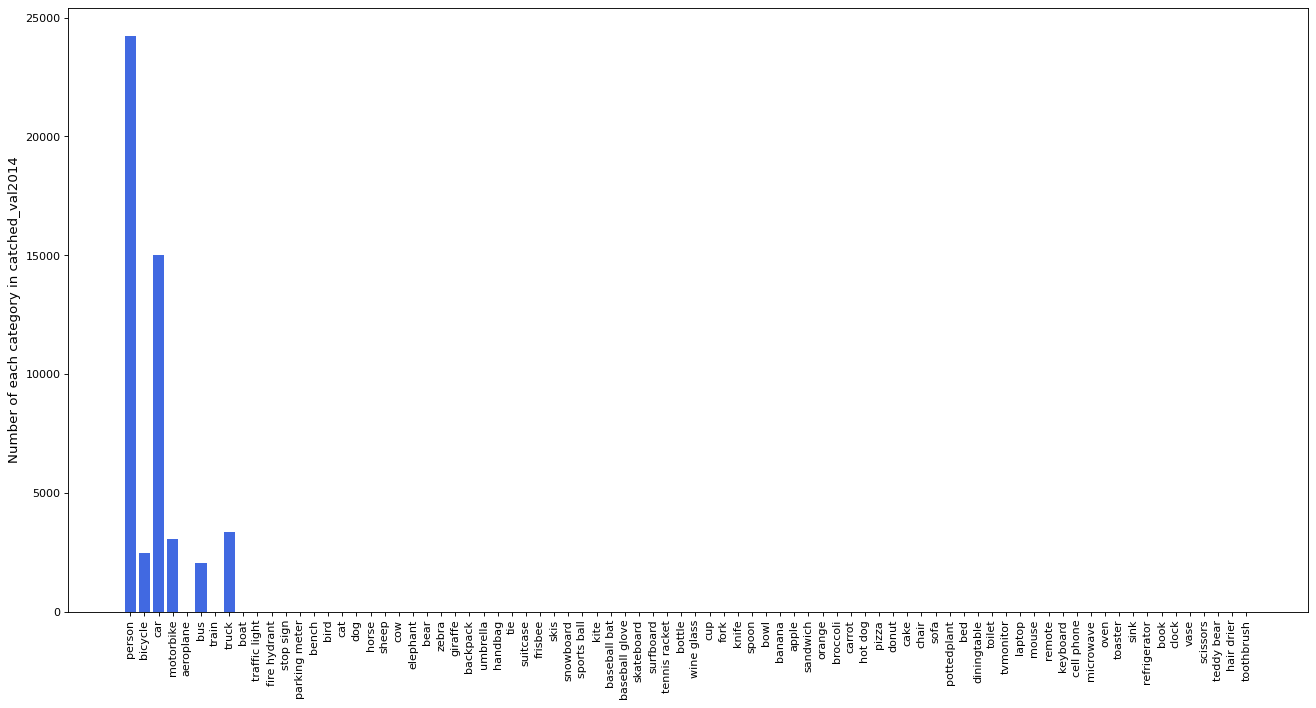 Number of each category in catched_val2014
25000
20000
15000
10000
5000
0
person
bicycle
car
motorbike
aeroplane
bus
train
truck
boat
traffic light
fire hydrant
stop sign
parking meter
bench
bird
cat
dog
horse
sheep
cow
elephant
bear
zebra
giraffe
backpack
umbrella
handbag
tie
suitcase
frisbee
skis
snowboard
sports ball
kite
baseball bat
baseball glove
skateboard
surfboard
tennis racket
bottle
wine glass
cup
fork
knife
spoon
bowl
banana
apple
sandwich
orange
broccoli
carrot
hot dog
pizza
donut
cake
chair
sofa
pottedplant
bed
diningtable
toilet
tvmonitor
laptop
mouse
remote
keyboard
cell phone
microwave
oven
toaster
sink
refrigerator
book
clock
vase
scissors
teddy bear
hair drier
toothbrush